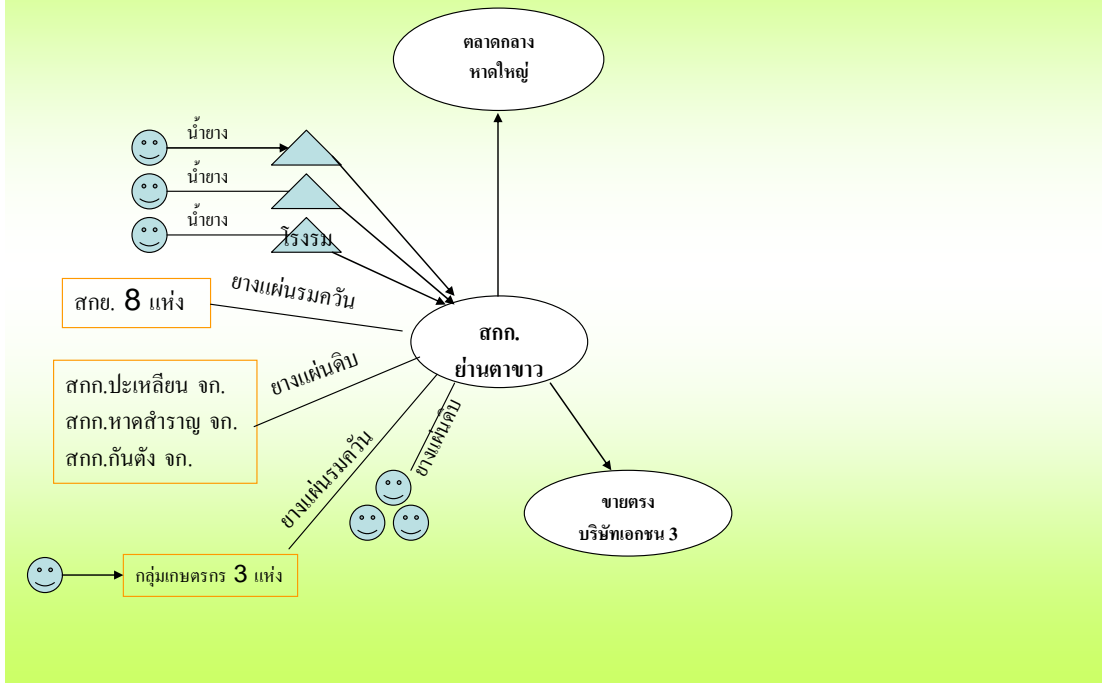 ตลาดกลาง
หาดใหญ่
น้ำยาง
น้ำยาง
น้ำยาง
โรงรม
ยางแผ่นรมควัน
สกย. 8 แห่ง
สกก.
ย่านตาขาว
ยางแผ่นดิบ
สกก.ปะเหลียน จก.
สกก.หาดสำราญ จก.
สกก.กันตัง จก.
ยางแผ่นรมควัน
ยางแผ่นดิบ
ขายตรง
บริษัทเอกชน 3
กลุ่มเกษตรกร 3 แห่ง